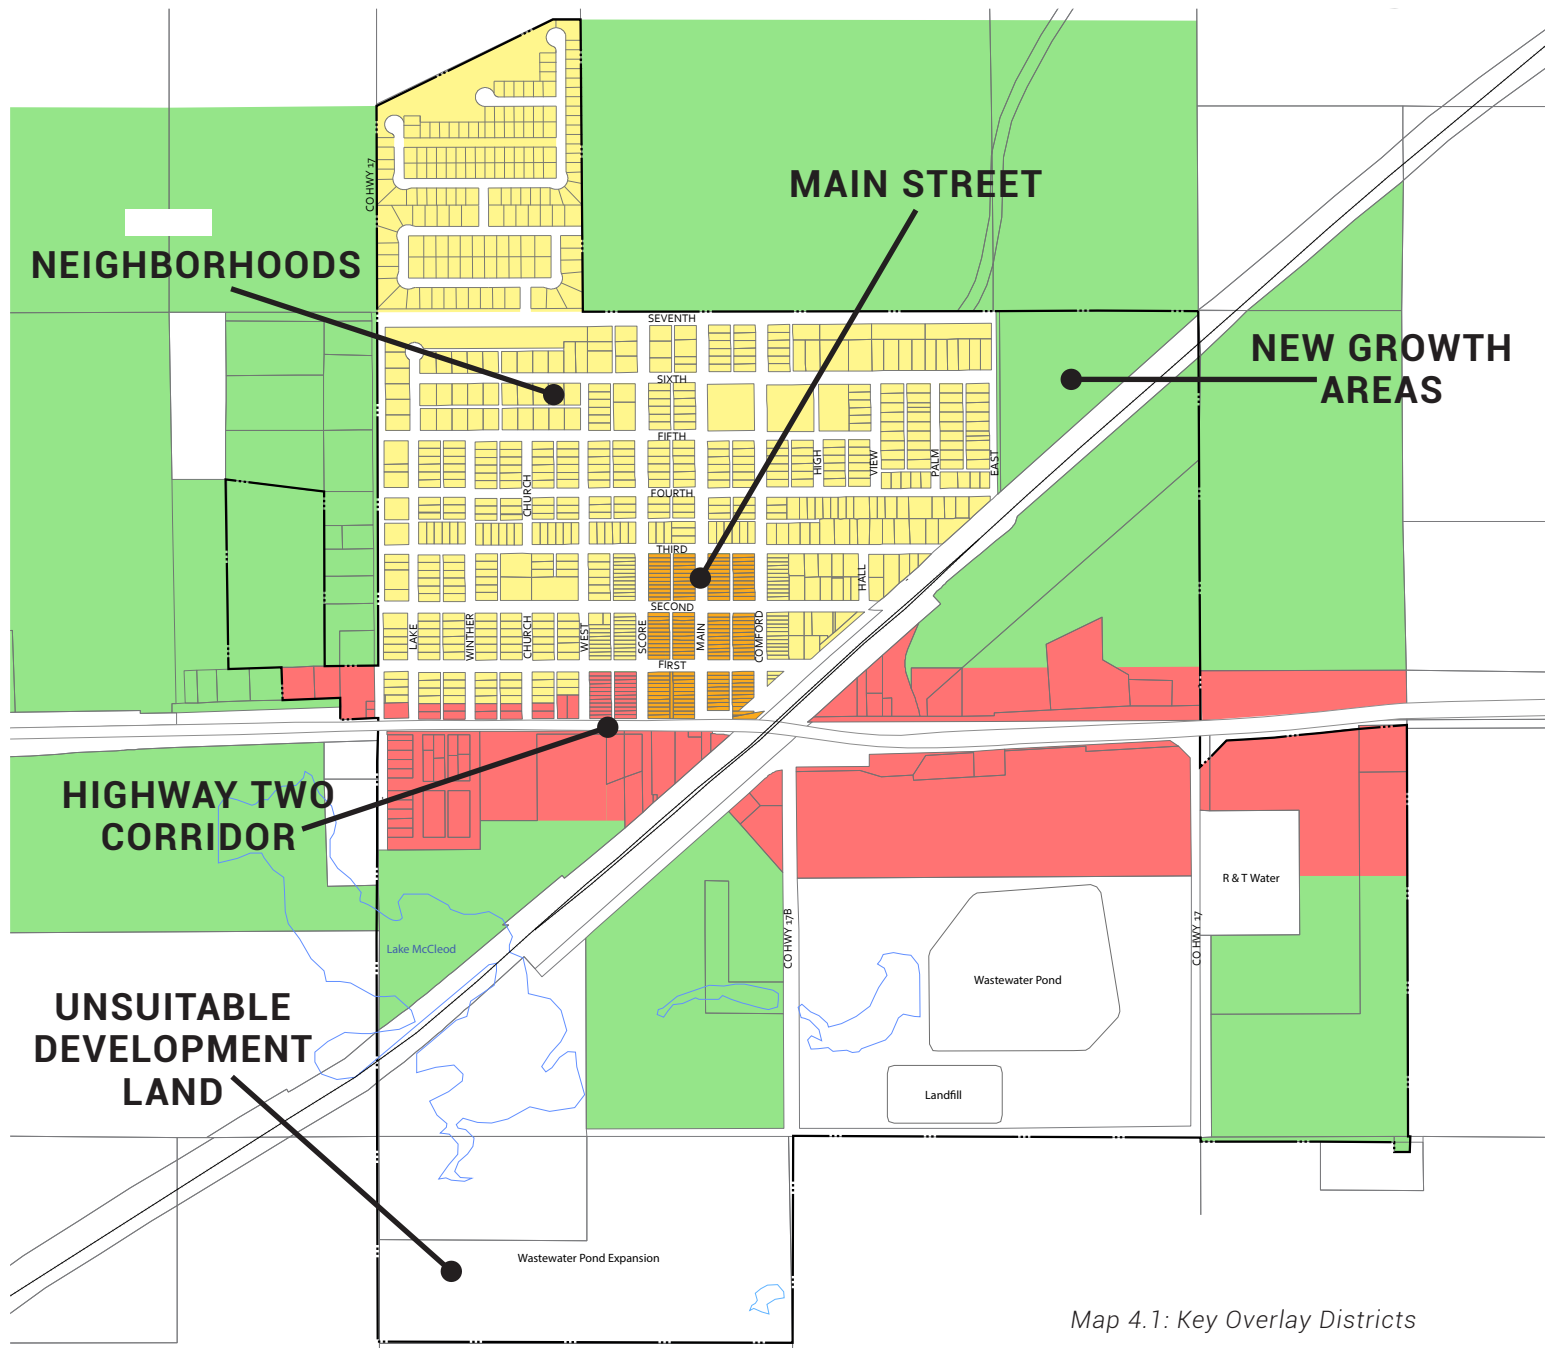 CO HWY 17
MAIN STREET
NEIGHBORHOODS
SEVENTH
NEW GROWTH
AREAS
SIXTH
FIFTH
HIGH
VIEW
PALM
EAST
CHURCH
FOURTH
THIRD
HALL
SECOND
LAKE
WINTHER
CHURCH
WEST
SCORE
MAIN
COMFORD
FIRST
HIGHWAY TWO
CORRIDOR
R & T Water
CO HWY 17B
CO HWY 17
Lake McCleod
Wastewater Pond
UNSUITABLE
DEVELOPMENT
LAND
Landfill
Wastewater Pond Expansion
Map 4.1: Key Overlay Districts